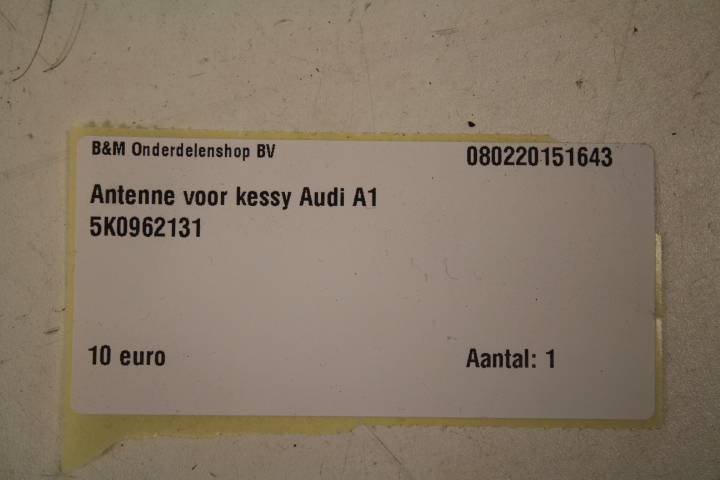 B&M Onderdelenshop BV 080220151643
Antenne voor kessy Audi A1
5K0962131
10 euro Aantal: 1